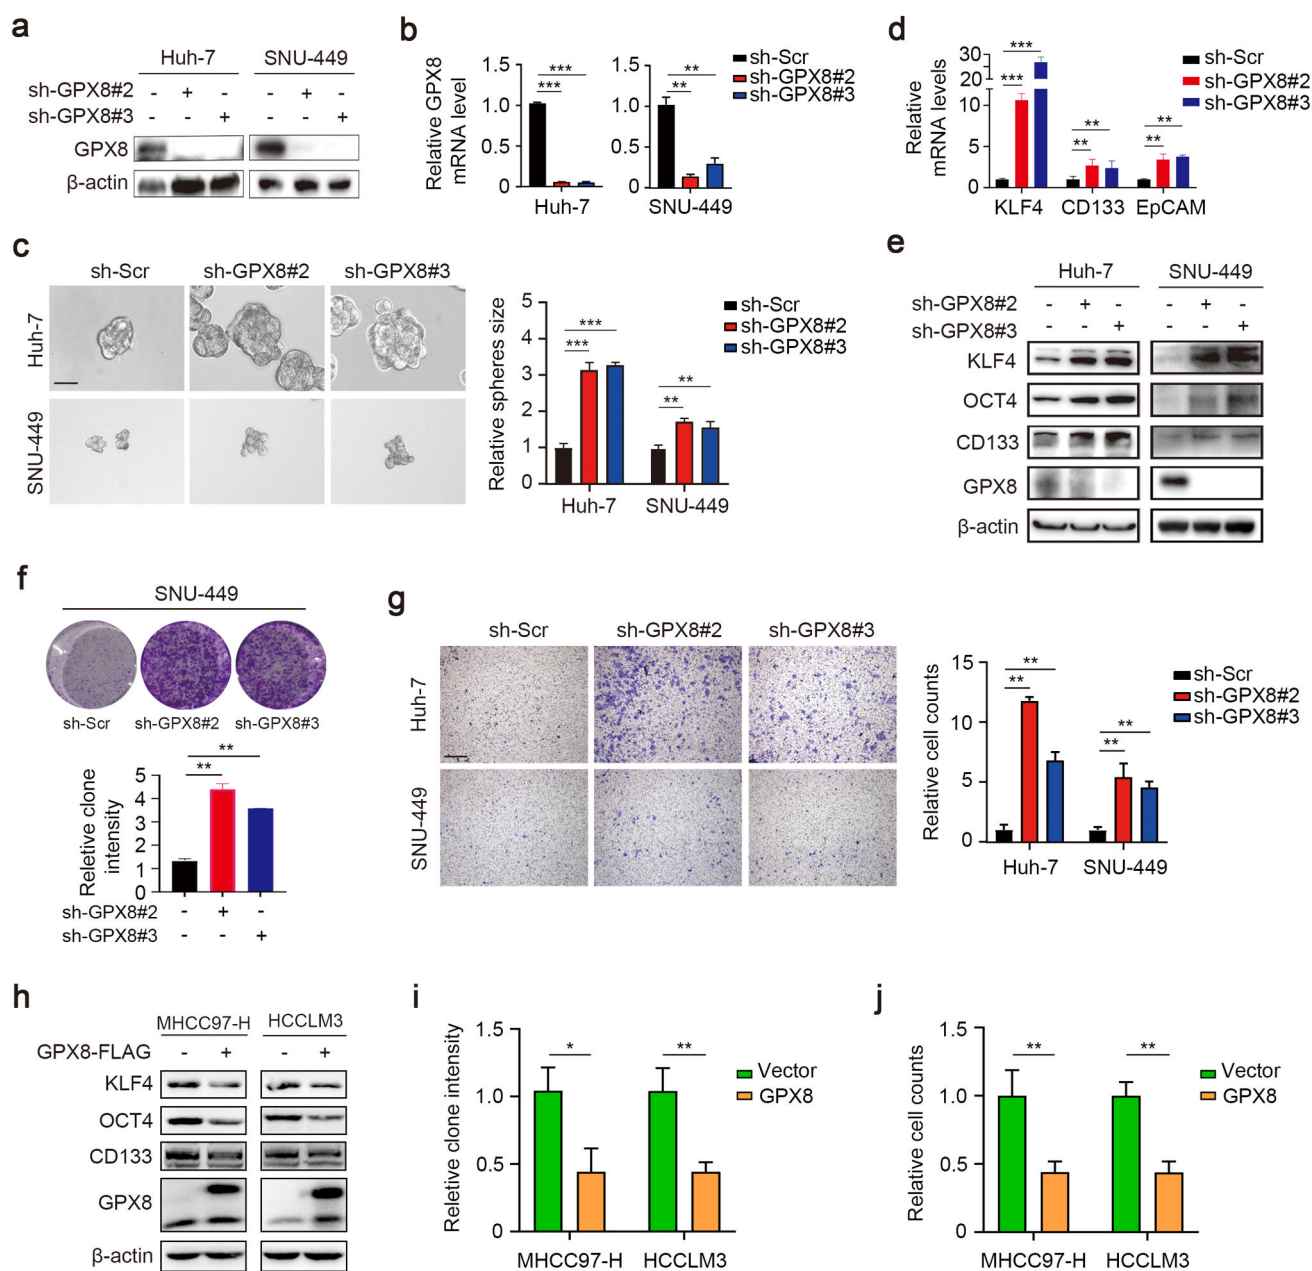 a
Huh-7 SNU-449
sh-GPX8#2 - + - - + -
sh-GPX8#3 - - + - - +
GPX8
β-actin
b
Relative GPX8
mRNA level
1.5
1.0
0.5
0
Huh-7
1.5
1.0
0.5
0
SNU-449
*** ***
** **
sh-Scr
sh-GPX8#2
sh-GPX8#3
d
Relative
mRNA levels
30
20
10
5
0
*** ***
** **
** **
KLF4 CD133 EpCAM
sh-Scr
sh-GPX8#2
sh-GPX8#3
c
sh-Scr sh-GPX8#2 sh-GPX8#3
Huh-7
SNU-449
Relative spheres size
5
4
3
2
1
0
*** ***
** **
Huh-7 SNU-449
sh-Scr
sh-GPX8#2
sh-GPX8#3
e
Huh-7 SNU-449
sh-GPX8#2 - + - - + -
sh-GPX8#3 - - + - - +
KLF4
OCT4
CD133
GPX8
β-actin
f
SNU-449
sh-Scr sh-GPX8#2 sh-GPX8#3
Reletive clone
intensity
5
4
3
2
1
0
**
**
sh-GPX8#2 - + -
sh-GPX8#3 - - +
g
sh-Scr sh-GPX8#2 sh-GPX8#3
Huh-7
SNU-449
Relative cell counts
15
10
5
0
** **
** **
Huh-7 SNU-449
sh-Scr
sh-GPX8#2
sh-GPX8#3
h
MHCC97-H HCCLM3
GPX8-FLAG - + - +
KLF4
OCT4
CD133
GPX8
β-actin
i
Reletive clone intensity
1.5
1.0
0.5
0
* **
MHCC97-H HCCLM3
Vector
GPX8
j
Relative cell counts
1.5
1.0
0.5
0
** **
MHCC97-H HCCLM3
Vector
GPX8